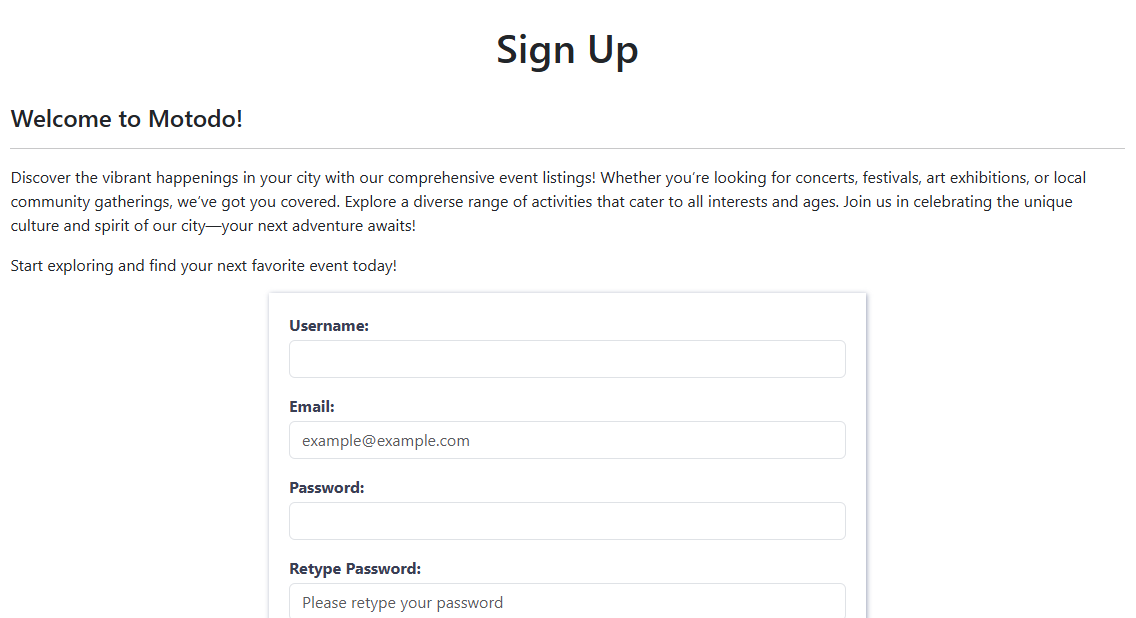 Sign Up
Welcome to Motodo!
Discover the vibrant happenings in your city with our comprehensive event listings! Whether you’re looking for concerts, festivals, art exhibitions, or local
community gatherings, we’ve got you covered. Explore a diverse range of activities that cater to all interests and ages. Join us in celebrating the unique
culture and spirit of our city—your next adventure awaits!
Start exploring and find your next favorite event today!
Username:
Email:
example@example.com
Password:
Retype Password:
Please retype your password